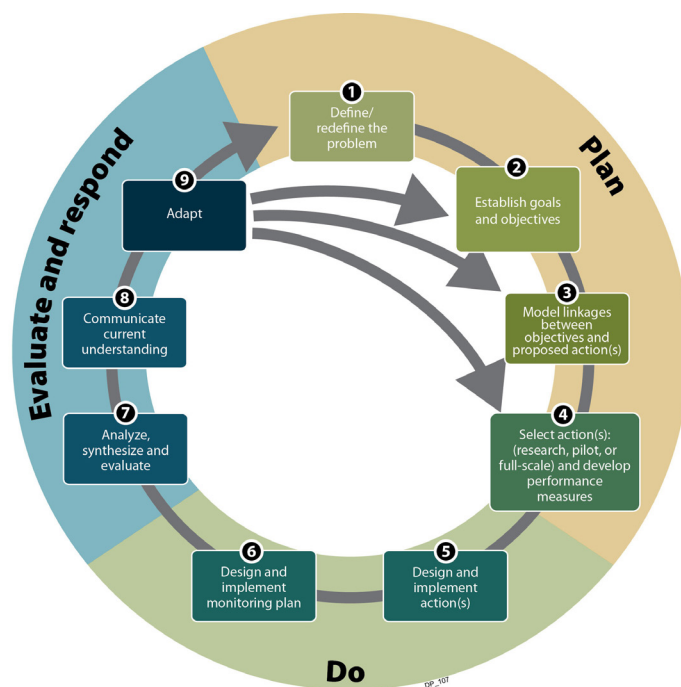 1
Define/
redefine the
problem
Plan
2
Establish goals
and objectives
3
Model linkages
between
objectives and
proposed action(s)
4
Select action(s):
(research, pilot, or
full-scale) and develop
performance
measures
5
Design and
implement
action(s)
Do
6
Design and
implement
monitoring plan
7
Analyze,
synthesize and
evaluate
8
Communicate
current
understanding
9
Adapt
Evaluate and respond
DP_107